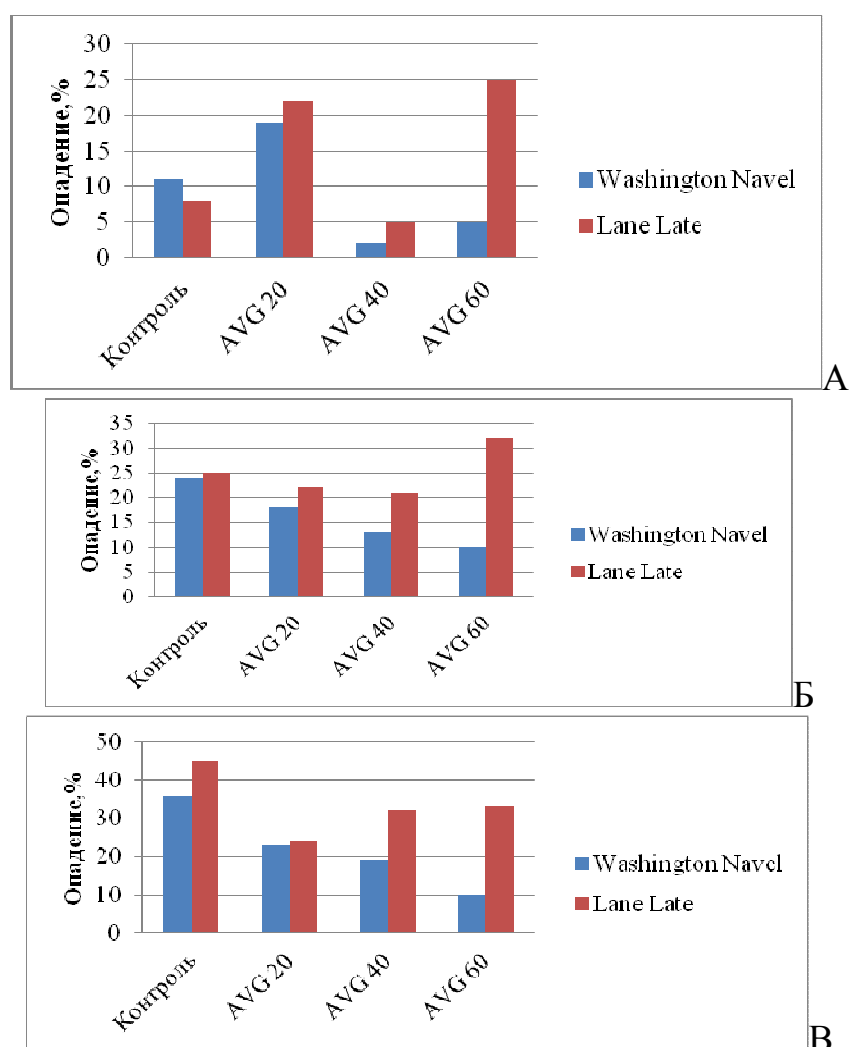 30
25
20
15
10
5
0
Опадение,%
Контроль
AVG 20
AVG 40
AVG 60
Washington Navel
Lane Late
А
35
30
25
20
15
10
5
0
Опадение,%
Контроль
AVG 20
AVG 40
AVG 60
Washington Navel
Lane Late
Б
50
40
30
20
10
0
Опадение,%
Контроль
AVG 20
AVG 40
AVG 60
Washington Navel
Lane Late
В